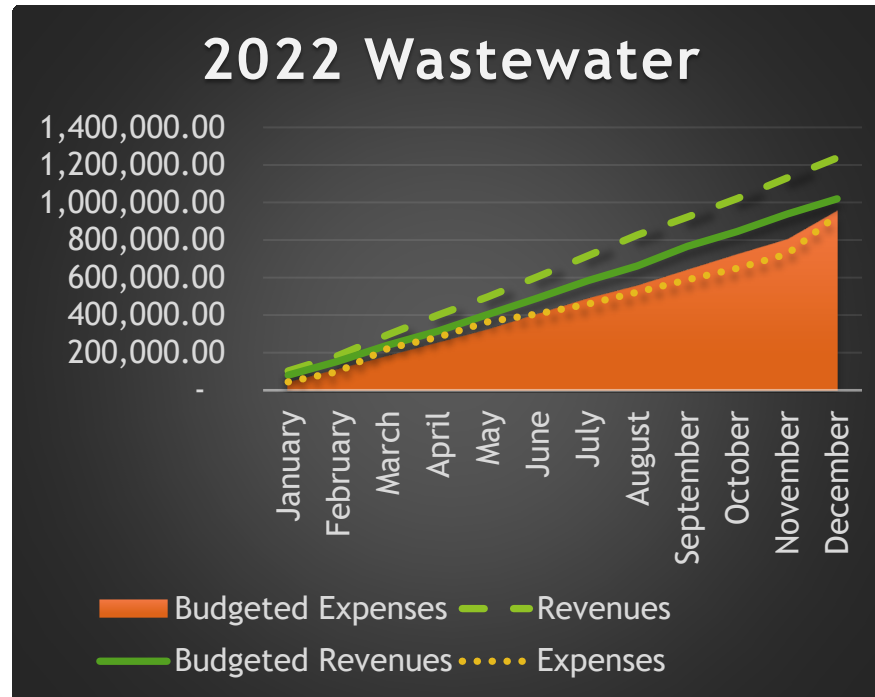 2022 Wastewater
1,400,000.00
1,200,000.00
1,000,000.00
800,000.00
600,000.00
400,000.00
200,000.00
-
January
February
March
April
May
June
July
August
September
October
November
December
Budgeted Expenses Revenues
Budgeted Revenues Expenses